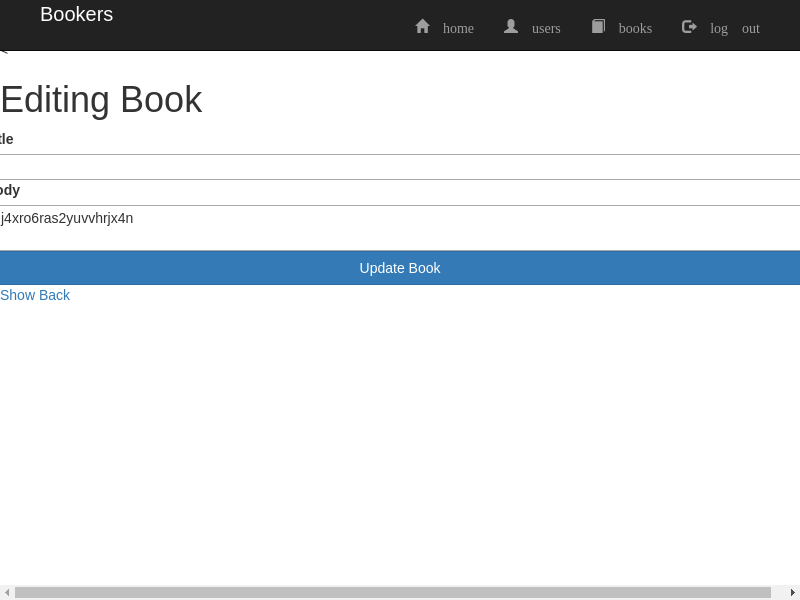 Bookers
home users books log out
<
Editing Book
tle
ody
j4xro6ras2yuvvhrjx4n
Update Book
Show Back